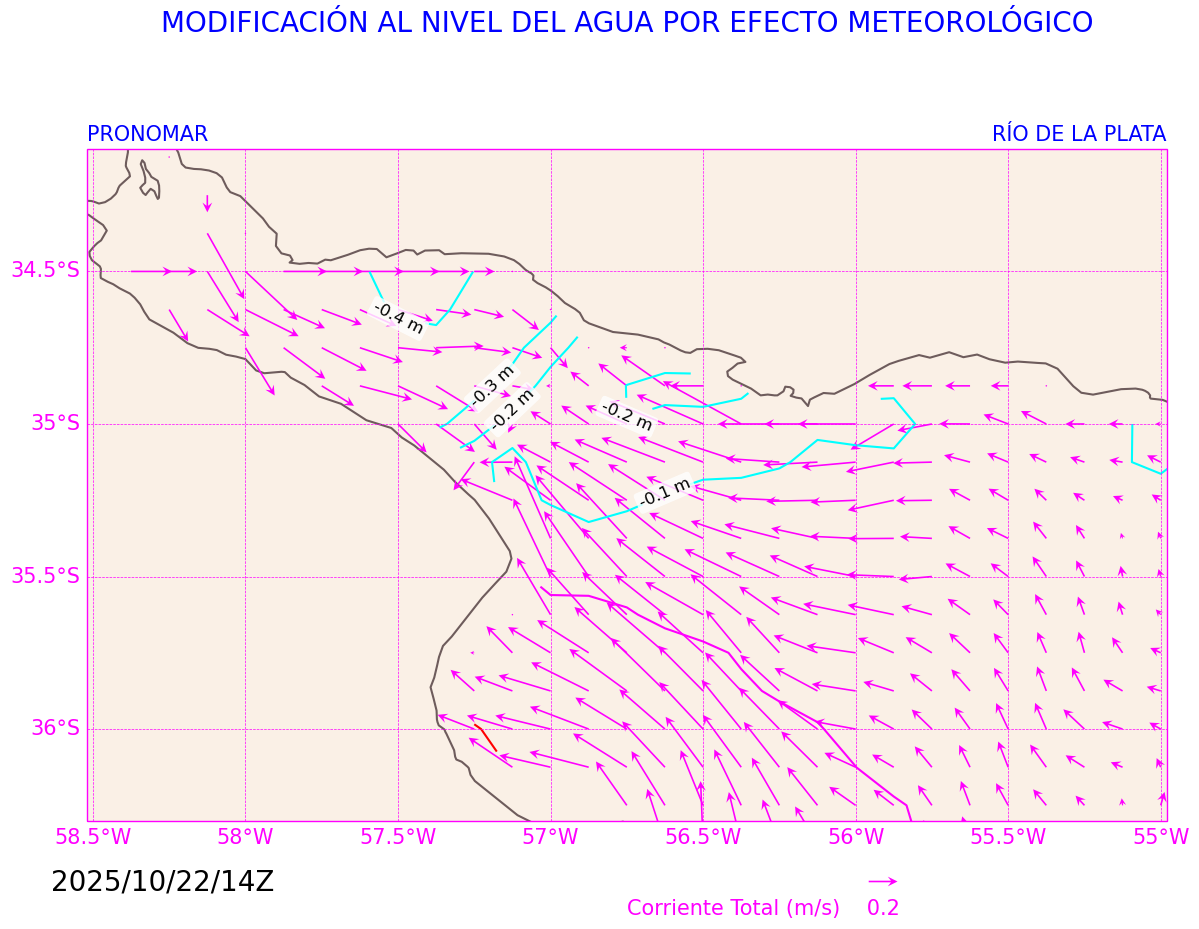 MODIFICACIÓN AL NIVEL DEL AGUA POR EFECTO METEOROLÓGICO
PRONOMAR
RÍO DE LA PLATA
34.5°S
-0.4 m
-0.3 m
-0.2 m
-0.2 m
35°S
-0.1 m
35.5°S
36°S
58.5°W
58°W
57.5°W
57°W
56.5°W
56°W
55.5°W
55°W
2025/10/22/14Z
Corriente Total (m/s)
0.2